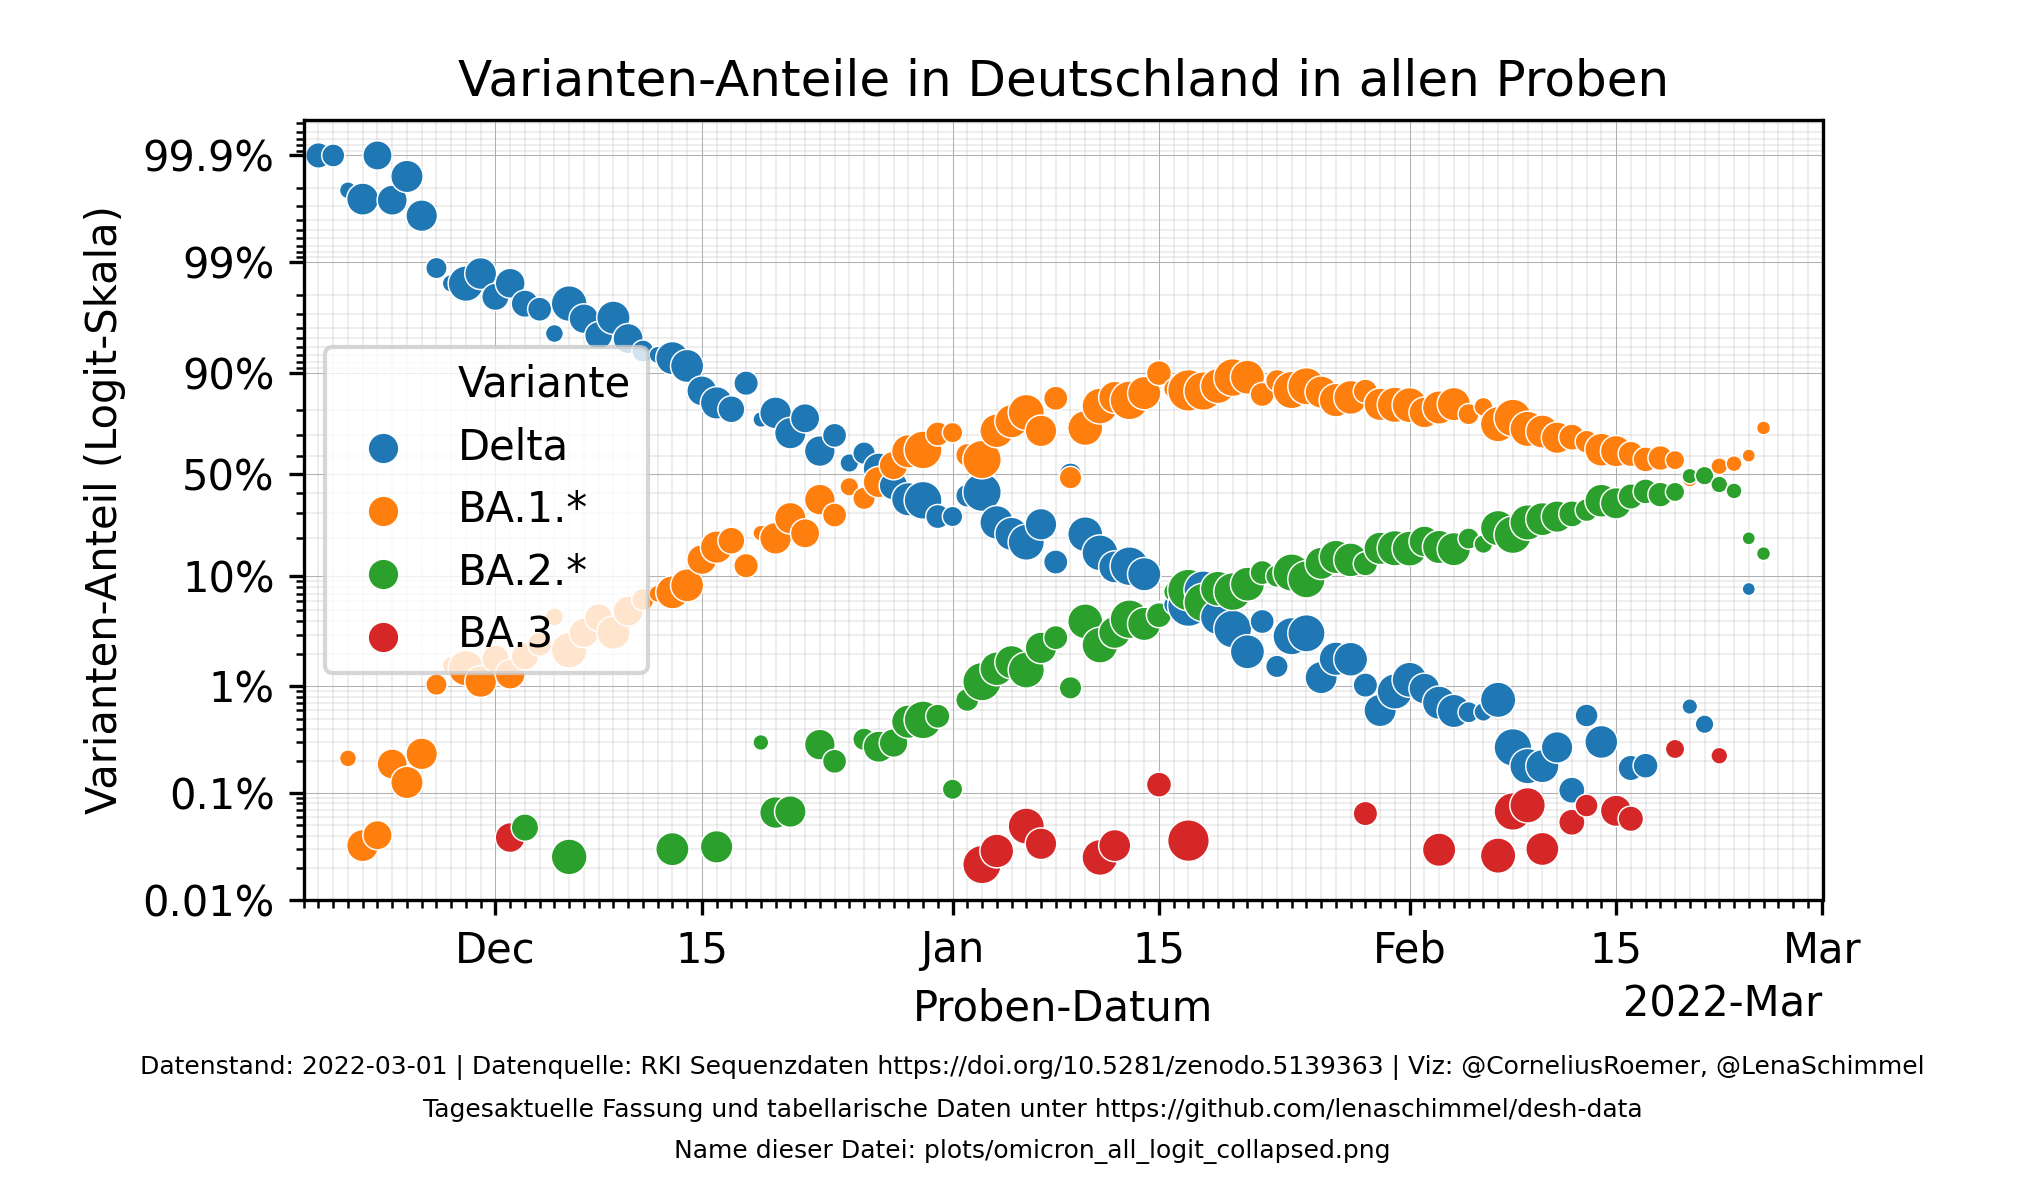 Varianten-Anteile in Deutschland in allen Proben
Varianten-Anteil (Logit-Skala)
99.9%
99%
90%
50%
10%
1%
0.1%
0.01%
Variante
Delta
BA.1.*
BA.2.*
BA.3
Dec
15
Jan
15
Feb
15
Mar
Proben-Datum
2022-Mar
Datenstand: 2022-03-01 | Datenquelle: RKI Sequenzdaten https://doi.org/10.5281/zenodo.5139363 | Viz: @CorneliusRoemer, @LenaSchimmel
Tagesaktuelle Fassung und tabellarische Daten unter https://github.com/lenaschimmel/desh-data
Name dieser Datei: plots/omicron_all_logit_collapsed.png